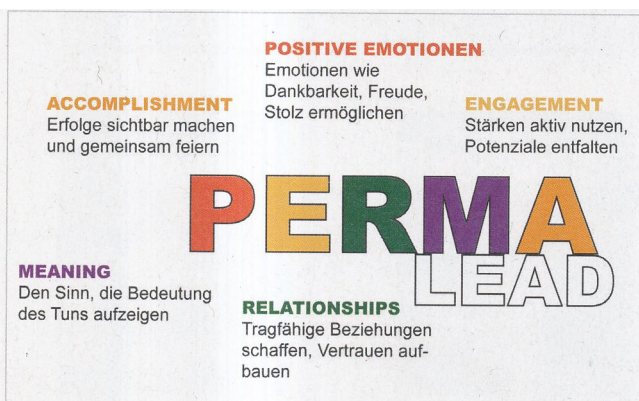 POSITIVE EMOTIONEN
Emotionen wie
Dankbarkeit, Freude,
Stolz ermöglichen
ACCOMPLISHMENT
Erfolge sichtbar machen
und gemeinsam feiern
ENGAGEMENT
Stärken aktiv nutzen,
Potenziale entfalten
PERMA
LEAD
MEANING
Den Sinn, die Bedeutung
des Tuns aufzeigen
RELATIONSHIPS
Tragfähige Beziehungen
schaffen, Vertrauen auf-
bauen